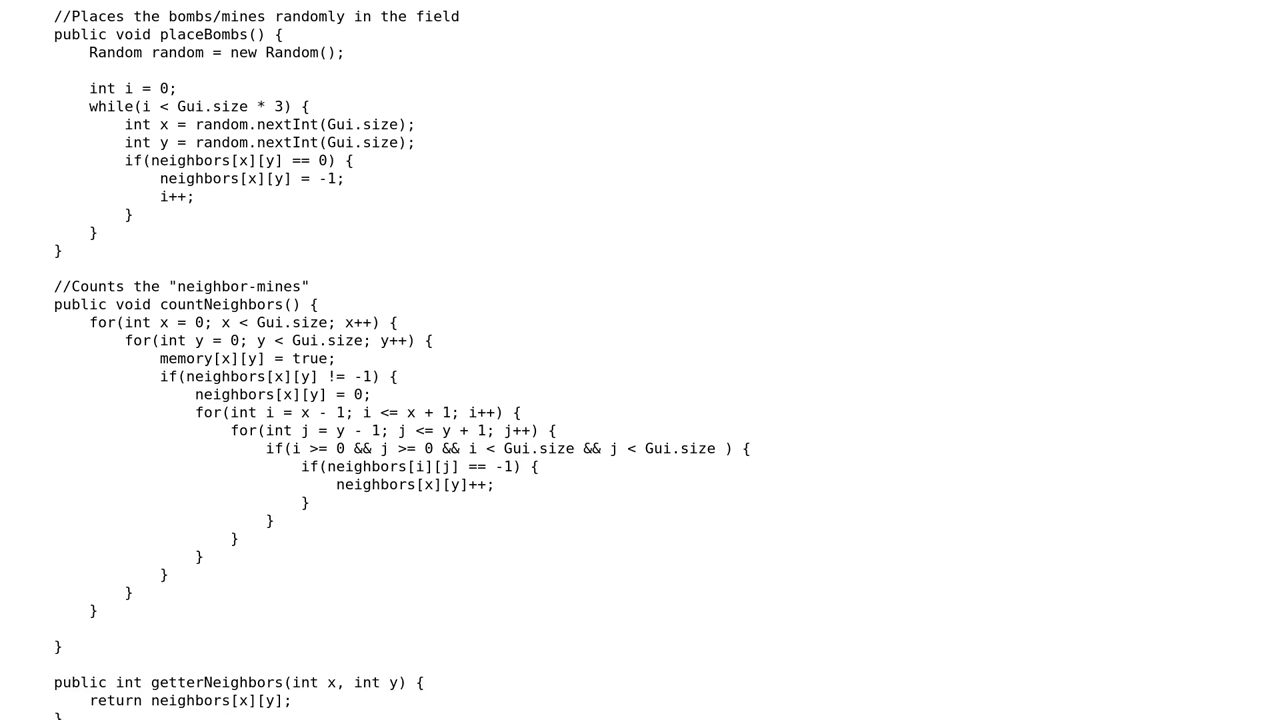 //Places the bombs/mines randomly in the field
public void placeBombs() {
    Random random = new Random();

    int i = 0;
    while(i < Gui.size * 3) {
        int x = random.nextInt(Gui.size);
        int y = random.nextInt(Gui.size);
        if(neighbors[x][y] == 0) {
            neighbors[x][y] = -1;
            i++;
        }
    }
}

//Counts the "neighbor-mines"
public void countNeighbors() {
    for(int x = 0; x < Gui.size; x++) {
        for(int y = 0; y < Gui.size; y++) {
            memory[x][y] = true;
            if(neighbors[x][y] != -1) {
                neighbors[x][y] = 0;
                for(int i = x - 1; i <= x + 1; i++) {
                    for(int j = y - 1; j <= y + 1; j++) {
                        if(i >= 0 && j >= 0 && i < Gui.size && j < Gui.size ) {
                            if(neighbors[i][j] == -1) {
                                neighbors[x][y]++;
                            }
                        }
                    }
                }
            }
        }
    }

}

public int getterNeighbors(int x, int y) {
    return neighbors[x][y];
}